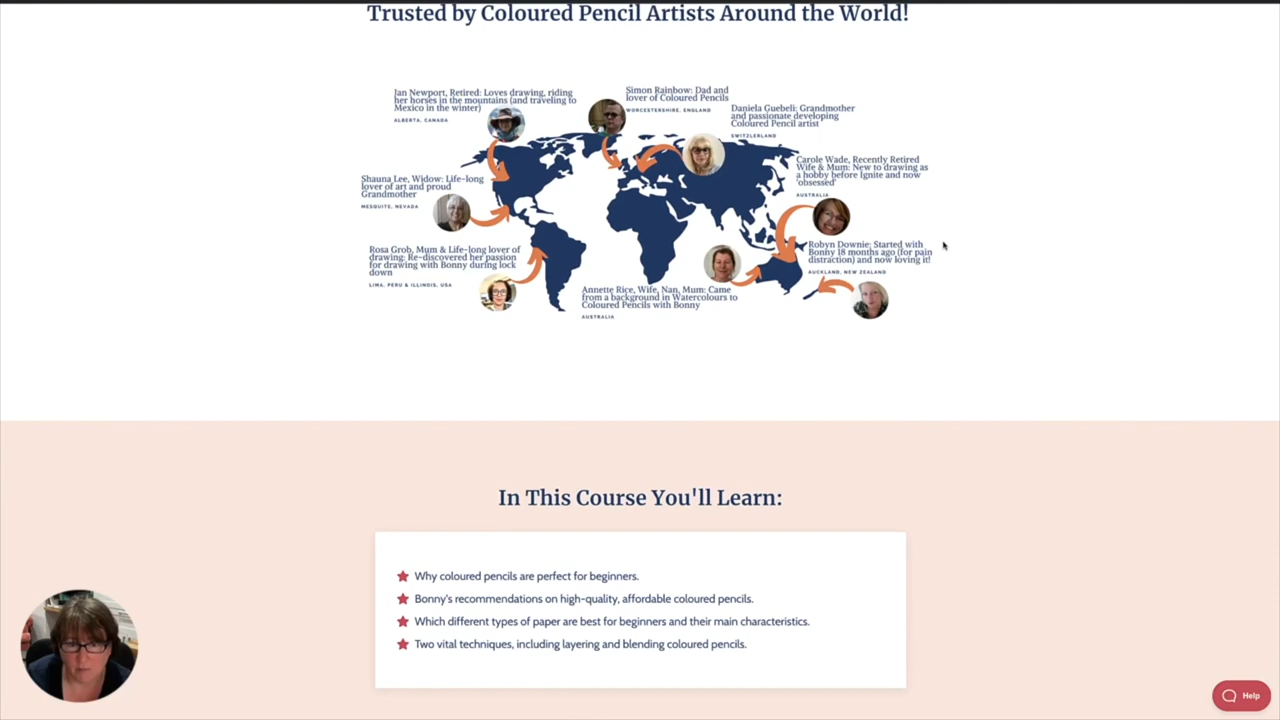 Trusted by Coloured Pencil Artists Around the World!
Jan Newport, Retired: Loves drawing, riding
her horses in the mountains (and traveling to
Mexico in the winter)
ALBERTA, CANADA
Simon Rainbow: Dad and
lover of Coloured Pencils
WORCESTERSHIRE, ENGLAND
Daniela Guebeli: Grandmother
and passionate developing
Coloured Pencil artist
SWITZLERLAND
Carole Wade, Recently Retired
Wife & Mum: New to drawing as
a hobby before Ignite and now
'obsessed'
AUSTRALIA
Shauna Lee, Widow: Life-long
lover of art and proud
Grandmother
MESQUITE, NEVADA
Robyn Downie: Started with
Bonny 18 months ago (for pain
distraction) and now loving it!
AUCKLAND, NEW ZEALAND
Rosa Grob, Mum & Life-long lover of
drawing: Re-discovered her passion
for drawing with Bonny during lock
down
LIMA, PERU & ILLINOIS, USA
Annette Rice, Wife, Nan, Mum: Came
from a background in Watercolours to
Coloured Pencils with Bonny
AUSTRALIA
In This Course You'll Learn:
Why coloured pencils are perfect for beginners.
Bonny's recommendations on high-quality, affordable coloured pencils.
Which different types of paper are best for beginners and their main characteristics.
Two vital techniques, including layering and blending coloured pencils.
Help